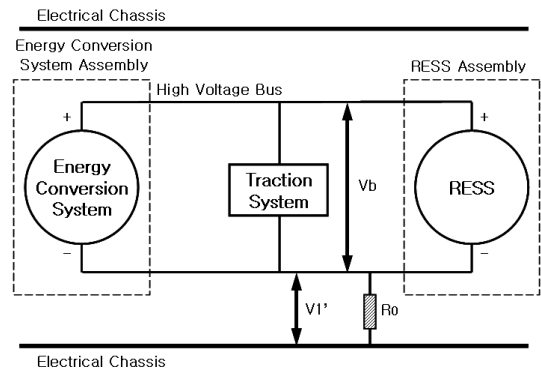 Electrical Chassis
Energy Conversion
System Assembly
RESS Assembly
High Voltage Bus
+
+
Energy
Conversion
System
Traction
System
Vb
RESS
−
−
V1’
Ro
Electrical Chassis